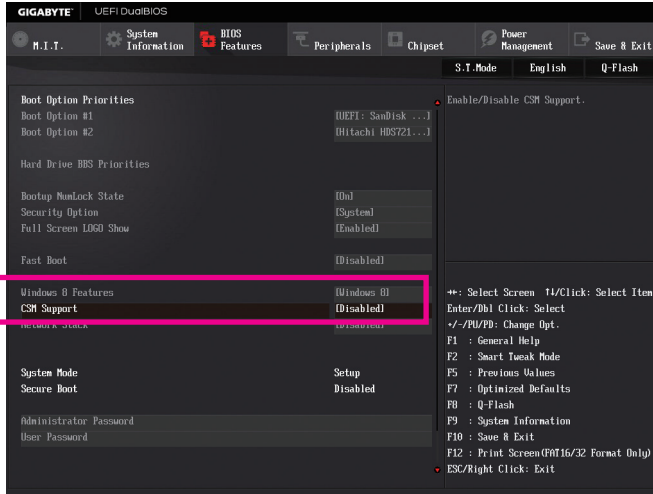 GIGABYTE™ UEFI DualBIOS
M.I.T. System Information BIOS Features Peripherals Chipset Power Management Save & Exit
S.T.Mode English Q-Flash
Boot Option Priorities
Boot Option #1 [UEFI: SanDisk ...]
Boot Option #2 [Hitachi HDS721...]
Hard Drive BBS Priorities
Bootup NumLock State [On]
Security Option [System]
Full Screen LOGO Show [Enabled]
Fast Boot [Disabled]
Windows 8 Features [Windows 8]
CSM Support [Disabled]
Network Stack [Disabled]
System Mode Setup
Secure Boot Disabled
Administrator Password
User Password
Enable/Disable CSM Support.
→←: Select Screen ↑↓/Click: Select Item
Enter/Dbl Click: Select
+/-/PU/PD: Change Opt.
F1 : General Help
F2 : Smart Tweak Mode
F5 : Previous Values
F7 : Optimized Defaults
F8 : Q-Flash
F9 : System Information
F10 : Save & Exit
F12 : Print Screen(FAT16/32 Format Only)
ESC/Right Click: Exit